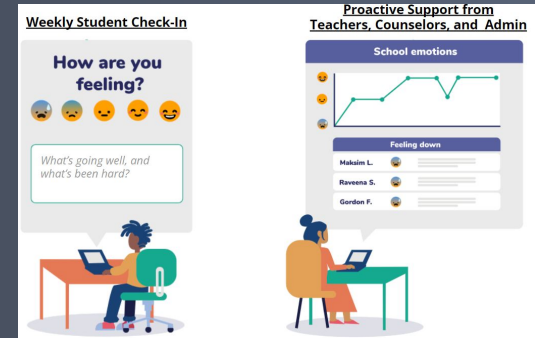 Weekly Student Check-In
How are you
feeling?
What's going well, and
what's been hard?
Proactive Support from
Teachers, Counselors, and Admin
School emotions
Feeling down
Maksim L.
Raveena S.
Gordon F.